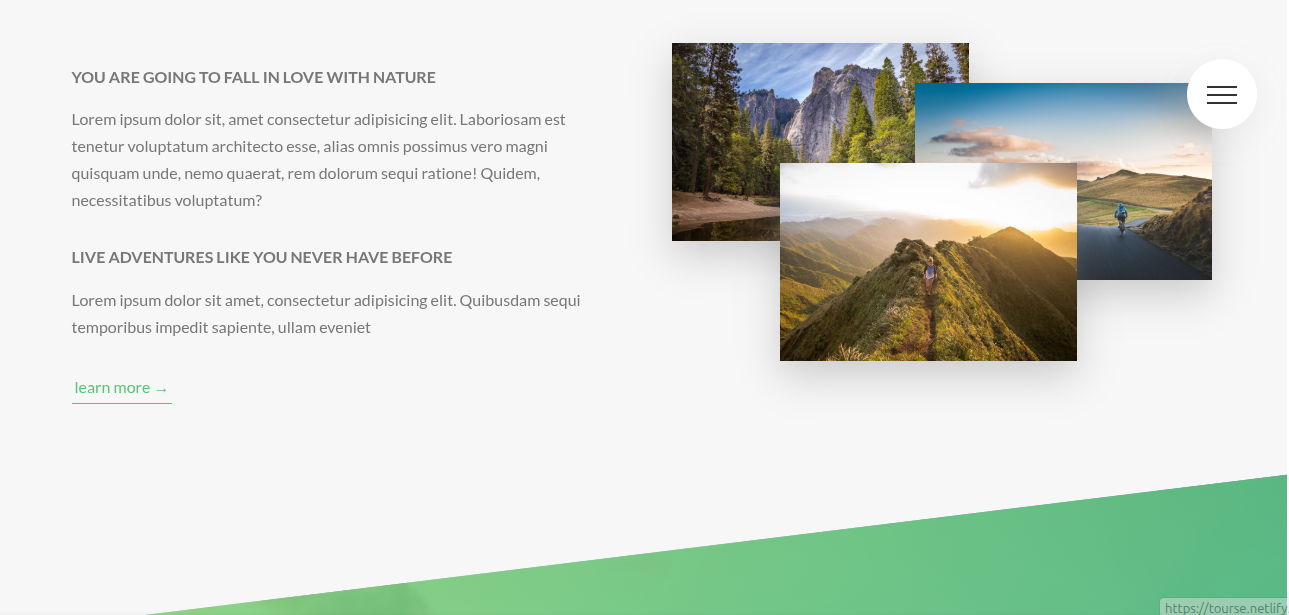 YOU ARE GOING TO FALL IN LOVE WITH NATURE
Lorem ipsum dolor sit, amet consectetur adipisicing elit. Laboriosam est
tenetur voluptatum architecto esse, alias omnis possimus vero magni
quisquam unde, nemo quaerat, rem dolorum sequi ratione! Quidem,
necessitatibus voluptatum?
LIVE ADVENTURES LIKE YOU NEVER HAVE BEFORE
Lorem ipsum dolor sit amet, consectetur adipisicing elit. Quibusdam sequi
temporibus impedit sapiente, ullam eveniet
learn more →
https://tourse.netlify